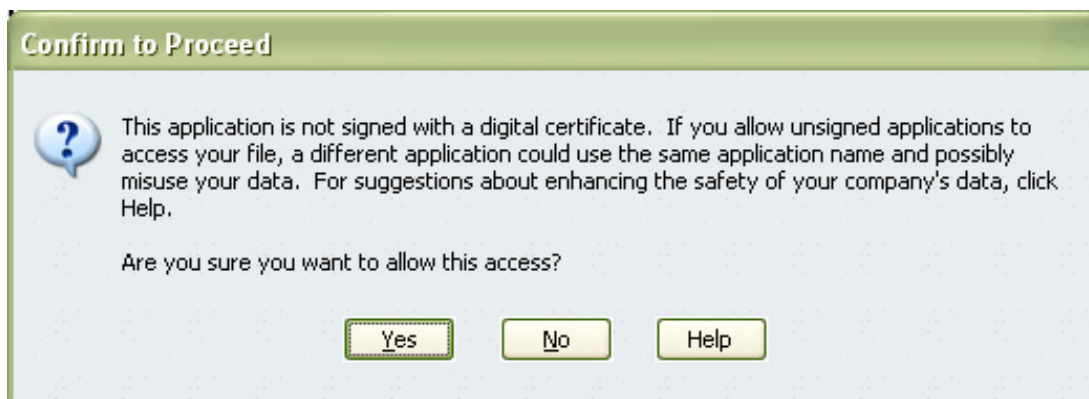 Confirm to Proceed
This application is not signed with a digital certificate.  If you allow unsigned applications to
access your file, a different application could use the same application name and possibly
misuse your data.  For suggestions about enhancing the safety of your company's data, click
Help.
Are you sure you want to allow this access?
Yes No Help